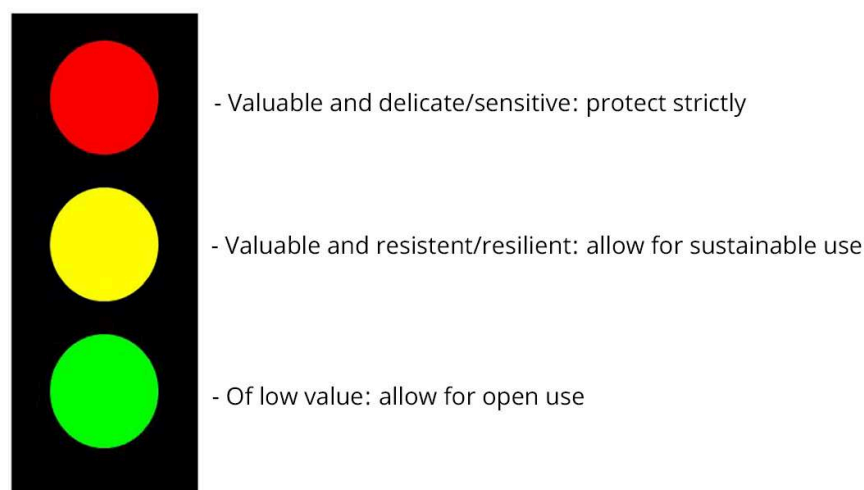 - Valuable and delicate/sensitive: protect strictly
- Valuable and resistent/resilient: allow for sustainable use
- Of low value: allow for open use